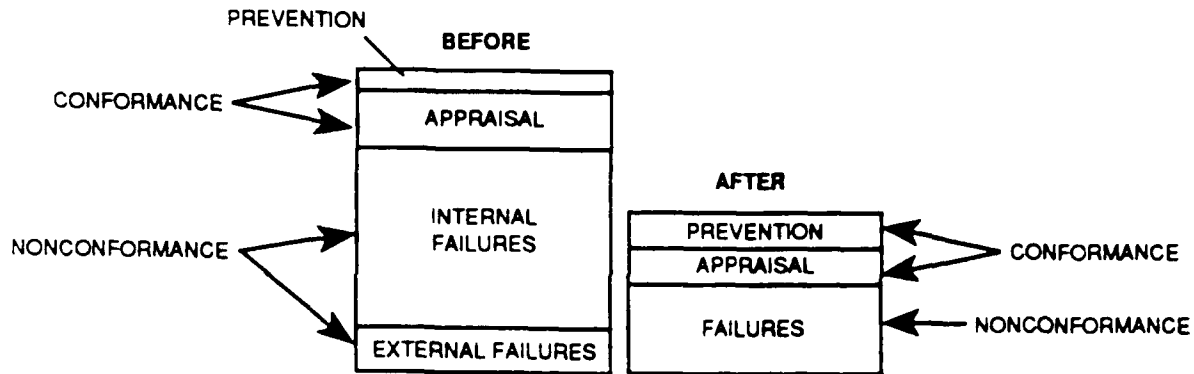 PREVENTION
BEFORE
CONFORMANCE
APPRAISAL
INTERNAL
FAILURES
NONCONFORMANCE
EXTERNAL FAILURES
AFTER
PREVENTION
APPRAISAL
CONFORMANCE
FAILURES
NONCONFORMANCE